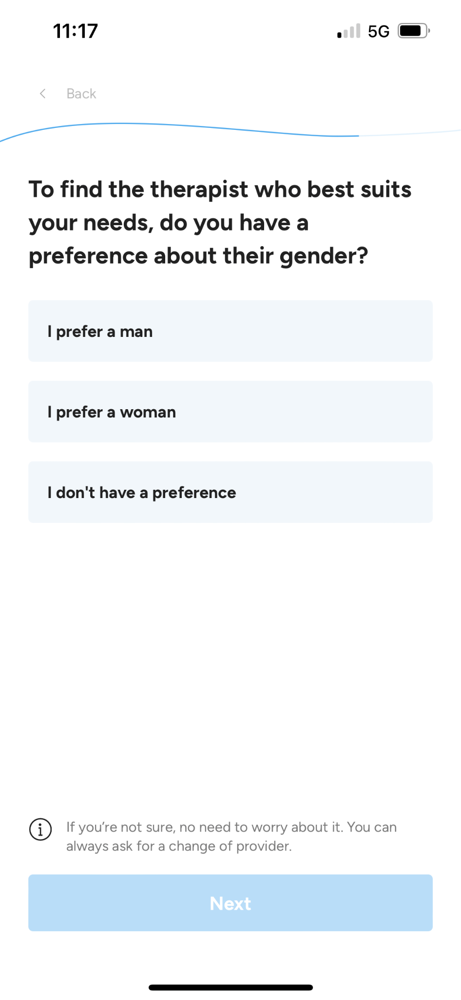 11:17
5G
Back
To find the therapist who best suits
your needs, do you have a
preference about their gender?
I prefer a man
I prefer a woman
I don't have a preference
If you’re not sure, no need to worry about it. You can
always ask for a change of provider.
Next